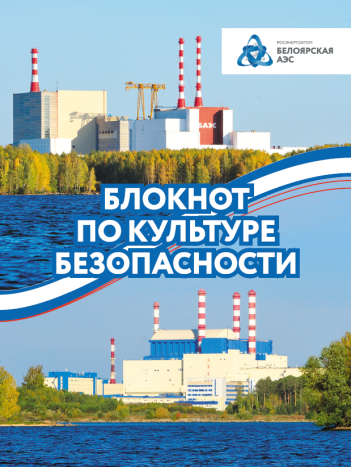 РОСЭНЕРГОАТОМ
БЕЛОЯРСКАЯ
АЭС
БАЭС
БЛОКНОТ
ПО КУЛЬТУРЕ
БЕЗОПАСНОСТИ